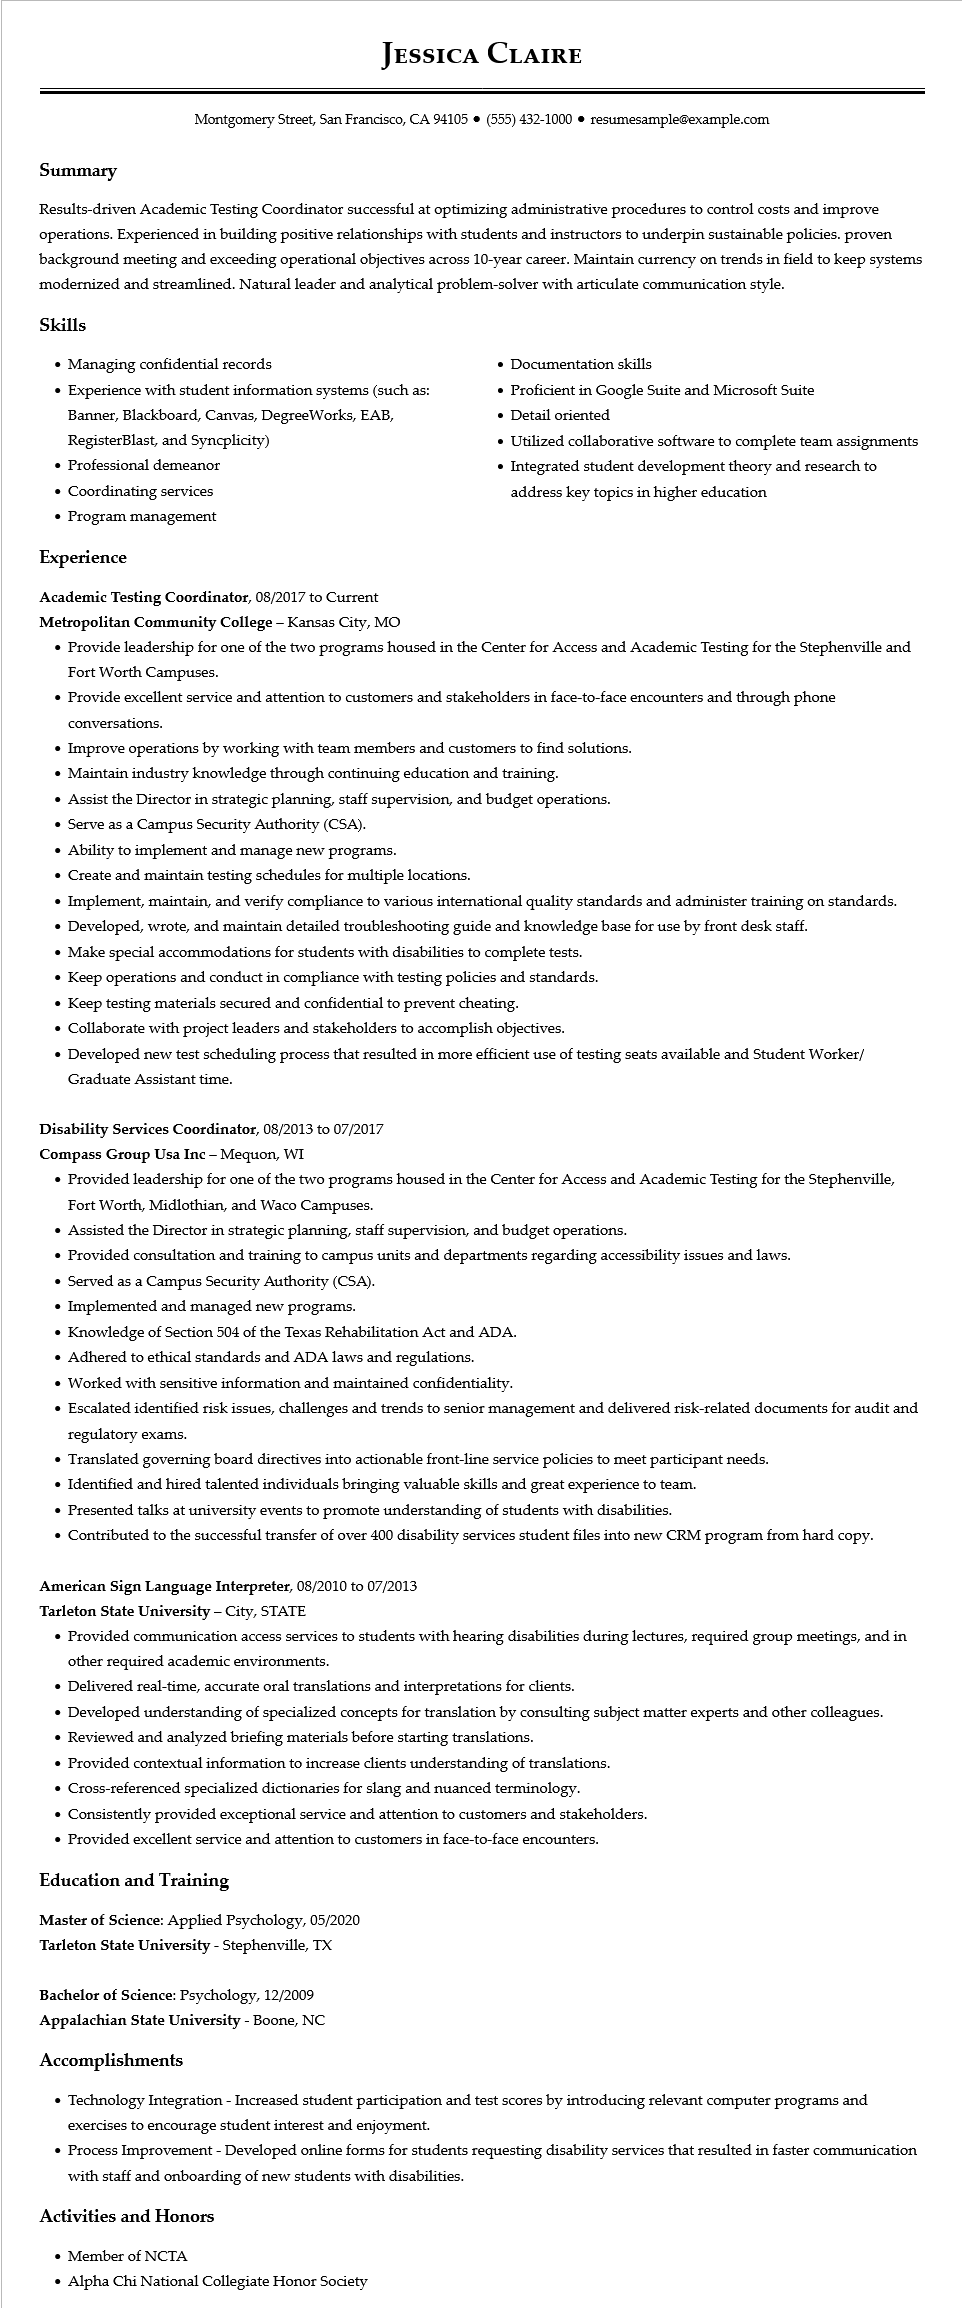 Jessica Claire
Montgomery Street, San Francisco, CA 94105 ● (555) 432-1000 ● resumesample@example.com
Summary
Results-driven Academic Testing Coordinator successful at optimizing administrative procedures to control costs and improve
operations. Experienced in building positive relationships with students and instructors to underpin sustainable policies. proven
background meeting and exceeding operational objectives across 10-year career. Maintain currency on trends in field to keep systems
modernized and streamlined. Natural leader and analytical problem-solver with articulate communication style.
Skills
• Managing confidential records
• Experience with student information systems (such as:
Banner, Blackboard, Canvas, DegreeWorks, EAB,
RegisterBlast, and Syncplicity)
• Professional demeanor
• Coordinating services
• Program management
• Documentation skills
• Proficient in Google Suite and Microsoft Suite
• Detail oriented
• Utilized collaborative software to complete team assignments
• Integrated student development theory and research to
address key topics in higher education
Experience
Academic Testing Coordinator, 08/2017 to Current
Metropolitan Community College – Kansas City, MO
• Provide leadership for one of the two programs housed in the Center for Access and Academic Testing for the Stephenville and
Fort Worth Campuses.
• Provide excellent service and attention to customers and stakeholders in face-to-face encounters and through phone
conversations.
• Improve operations by working with team members and customers to find solutions.
• Maintain industry knowledge through continuing education and training.
• Assist the Director in strategic planning, staff supervision, and budget operations.
• Serve as a Campus Security Authority (CSA).
• Ability to implement and manage new programs.
• Create and maintain testing schedules for multiple locations.
• Implement, maintain, and verify compliance to various international quality standards and administer training on standards.
• Developed, wrote, and maintain detailed troubleshooting guide and knowledge base for use by front desk staff.
• Make special accommodations for students with disabilities to complete tests.
• Keep operations and conduct in compliance with testing policies and standards.
• Keep testing materials secured and confidential to prevent cheating.
• Collaborate with project leaders and stakeholders to accomplish objectives.
• Developed new test scheduling process that resulted in more efficient use of testing seats available and Student Worker/
Graduate Assistant time.
Disability Services Coordinator, 08/2013 to 07/2017
Compass Group Usa Inc – Mequon, WI
• Provided leadership for one of the two programs housed in the Center for Access and Academic Testing for the Stephenville,
Fort Worth, Midlothian, and Waco Campuses.
• Assisted the Director in strategic planning, staff supervision, and budget operations.
• Provided consultation and training to campus units and departments regarding accessibility issues and laws.
• Served as a Campus Security Authority (CSA).
• Implemented and managed new programs.
• Knowledge of Section 504 of the Texas Rehabilitation Act and ADA.
• Adhered to ethical standards and ADA laws and regulations.
• Worked with sensitive information and maintained confidentiality.
• Escalated identified risk issues, challenges and trends to senior management and delivered risk-related documents for audit and
regulatory exams.
• Translated governing board directives into actionable front-line service policies to meet participant needs.
• Identified and hired talented individuals bringing valuable skills and great experience to team.
• Presented talks at university events to promote understanding of students with disabilities.
• Contributed to the successful transfer of over 400 disability services student files into new CRM program from hard copy.
American Sign Language Interpreter, 08/2010 to 07/2013
Tarleton State University – City, STATE
• Provided communication access services to students with hearing disabilities during lectures, required group meetings, and in
other required academic environments.
• Delivered real-time, accurate oral translations and interpretations for clients.
• Developed understanding of specialized concepts for translation by consulting subject matter experts and other colleagues.
• Reviewed and analyzed briefing materials before starting translations.
• Provided contextual information to increase clients understanding of translations.
• Cross-referenced specialized dictionaries for slang and nuanced terminology.
• Consistently provided exceptional service and attention to customers and stakeholders.
• Provided excellent service and attention to customers in face-to-face encounters.
Education and Training
Master of Science: Applied Psychology, 05/2020
Tarleton State University - Stephenville, TX
Bachelor of Science: Psychology, 12/2009
Appalachian State University - Boone, NC
Accomplishments
• Technology Integration - Increased student participation and test scores by introducing relevant computer programs and
exercises to encourage student interest and enjoyment.
• Process Improvement - Developed online forms for students requesting disability services that resulted in faster communication
with staff and onboarding of new students with disabilities.
Activities and Honors
• Member of NCTA
• Alpha Chi National Collegiate Honor Society